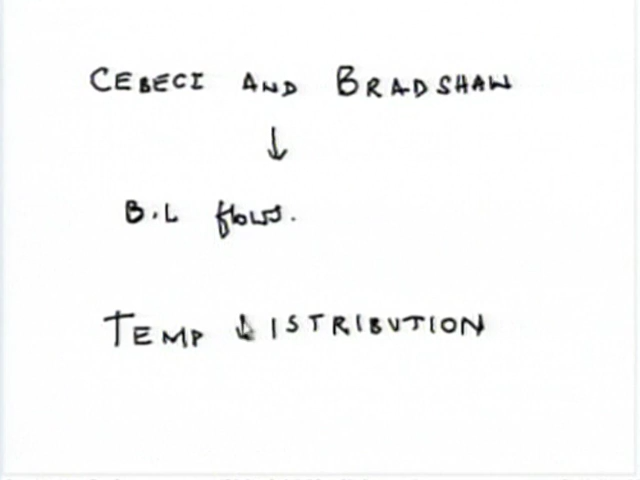 CEBECI AND BRADSHAW
↓
B.L flows.
TEMP DISTRIBUTION